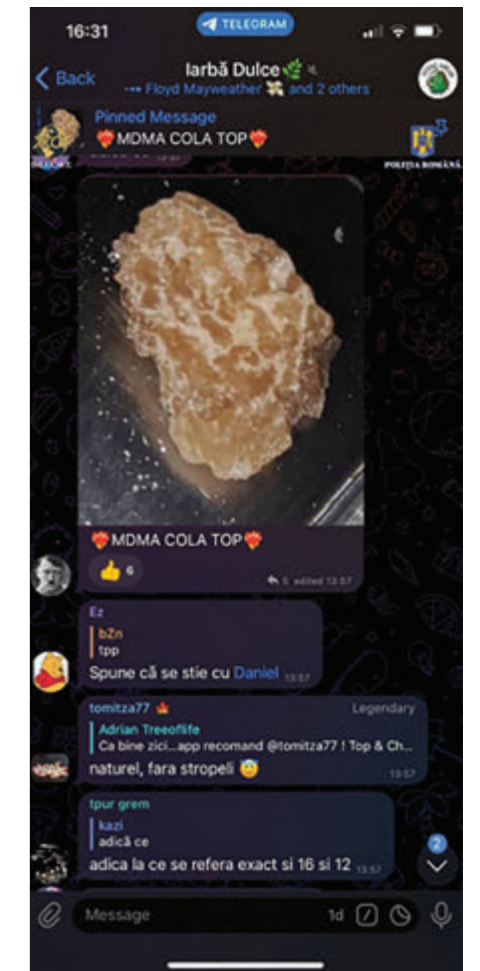 16:31
TELEGRAM
Back
Iarbă Dulce🌿
Floyd Mayweather 💸 and 2 others
Pinned Message
❤️‍🔥MDMA COLA TOP❤️‍🔥
POLIȚIA ROMÂNĂ
❤️‍🔥MDMA COLA TOP❤️‍🔥
👍 6
5 edited 13:57
Ez
bZn
tpp
Spune că se stie cu Daniel 13:57
tomitza77 Legendary
Adrian Treeoflife
Ca bine zici...app recomand @tomitza77 ! Top & Ch...
naturel, fara stropeli 😇 13:57
tpur grem
kazi
adică ce
adica la ce se refera exact si 16 si 12 13:57
2
Message 1d